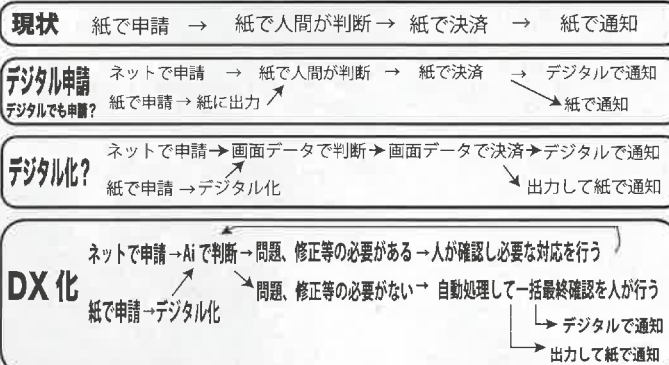 現状 紙で申請 → 紙で人間が判断 → 紙で決済 → 紙で通知
デジタル申請 ネットで申請 → 紙で人間が判断 → 紙で決済 → デジタルで通知
デジタルでも申請? 紙で申請 → 紙に出力 ↗ ↘ 紙で通知
デジタル化? ネットで申請 → 画面データで判断 → 画面データで決済 → デジタルで通知
紙で申請 → デジタル化 ↗ ↘ 出力して紙で通知
DX 化 ネットで申請 → Ai で判断 → 問題、修正等の必要がある → 人が確認し必要な対応を行う
紙で申請 → デジタル化 ↗ ↘ 問題、修正等の必要がない → 自動処理して一括最終確認を人が行う
→ デジタルで通知
→ 出力して紙で通知